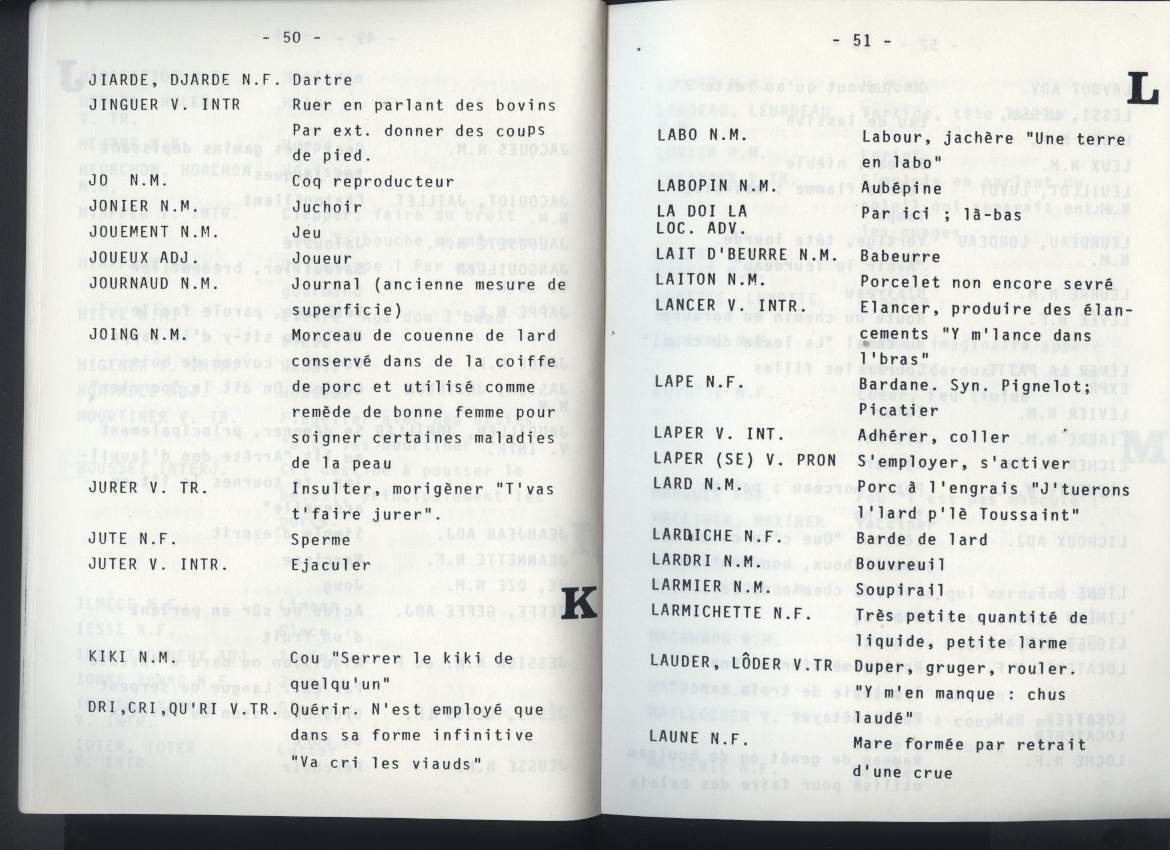 - 50 -
JIARDE, DJARDE N.F. Dartre
JINGUER V. INTR Ruer en parlant des bovins
Par ext. donner des coups
de pied.
JO N.M. Coq reproducteur
JONIER N.M. Juchoir
JOUEMENT N.M. Jeu
JOUEUX ADJ. Joueur
JOURNAUD N.M. Journal (ancienne mesure de
superficie)
JOING N.M. Morceau de couenne de lard
conservé dans de la coiffe
de porc et utilisé comme
remède de bonne femme pour
soigner certaines maladies
de la peau
JURER V. TR. Insulter, morigèner "T'vas
t'faire jurer".
JUTE N.F. Sperme
JUTER V. INTR. Ejaculer
K
KIKI N.M. Cou "Serrer le kiki de
quelqu'un"
DRI,CRI,QU'RI V.TR. Quérir. N'est employé que
dans sa forme infinitive
"Va cri les viauds"
- 51 -
L
LABO N.M. Labour, jachère "Une terre
en labo"
LABOPIN N.M. Aubépine
LA DOI LA Par ici ; là-bas
LOC. ADV.
LAIT D'BEURRE N.M. Babeurre
LAITON N.M. Porcelet non encore sevré
LANCER V. INTR. Elancer, produire des élan-
cements. "Y m'lance dans
l'bras"
LAPE N.F. Bardane. Syn. Pignelot;
Picatier
LAPER V. INT. Adhérer, coller
LAPER (SE) V. PRON S'employer, s'activer
LARD N.M. Porc à l'engrais "J'tuerons
l'lard p'lè Toussaint"
LARDICHE N.F. Barde de lard
LARDRI N.M. Bouvreuil
LARMIER N.M. Soupirail
LARMICHETTE N.F. Très petite quantité de
liquide, petite larme
LAUDER, LÔDER V.TR Duper, gruger, rouler.
"Y m'en manque : chus
laudé"
LAUNE N.F. Mare formée par retrait
d'une crue